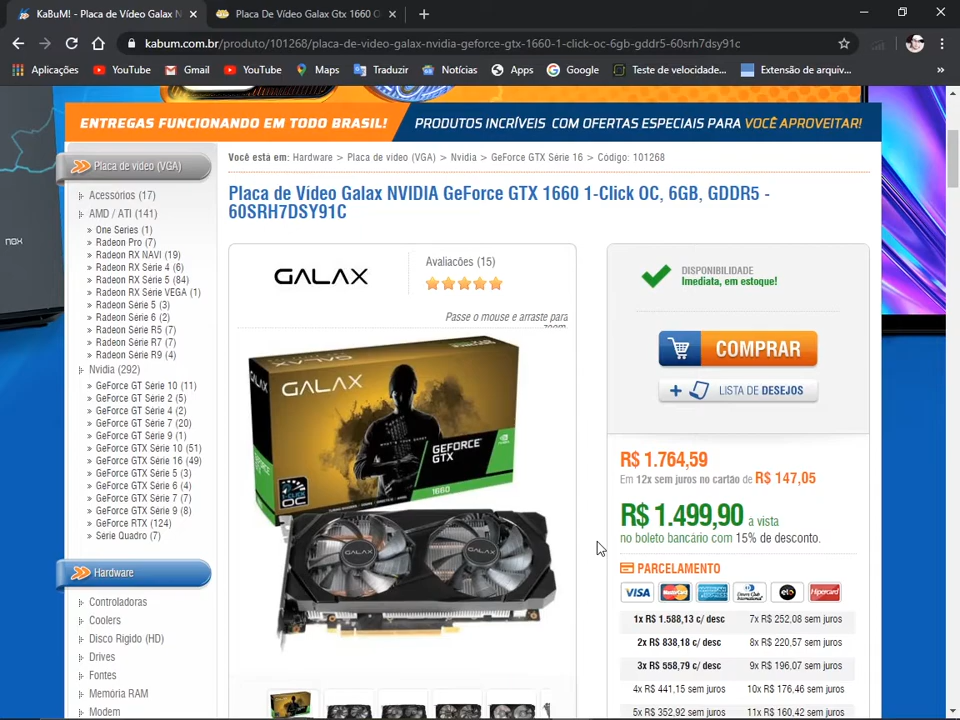 KaBuM! - Placa de Vídeo Galax N
Placa De Vídeo Galax Gtx 1660 G
kabum.com.br/produto/101268/placa-de-video-galax-nvidia-geforce-gtx-1660-1-click-oc-6gb-gddr5-60srh7dsy91c
Aplicações
YouTube
Gmail
YouTube
Maps
Traduzir
Notícias
Apps
Google
Teste de velocidade...
Extensão de arquiv...
»
ENTREGAS FUNCIONANDO EM TODO BRASIL!
PRODUTOS INCRÍVEIS COM OFERTAS ESPECIAIS PARA VOCÊ APROVEITAR!
nox
Placa de vídeo (VGA)
Acessórios (17)
AMD / ATI (141)
» One Series (1)
» Radeon Pro (7)
» Radeon RX NAVI (19)
» Radeon RX Série 4 (6)
» Radeon RX Série 5 (84)
» Radeon RX Série VEGA (1)
» Radeon Série 5 (3)
» Radeon Série 6 (2)
» Radeon Série R5 (7)
» Radeon Série R7 (7)
» Radeon Série R9 (4)
Nvidia (292)
» GeForce GT Série 10 (11)
» GeForce GT Série 2 (5)
» GeForce GT Série 4 (2)
» GeForce GT Série 7 (20)
» GeForce GT Série 9 (1)
» GeForce GTX Série 10 (51)
» GeForce GTX Série 16 (49)
» GeForce GTX Série 5 (3)
» GeForce GTX Série 6 (4)
» GeForce GTX Série 7 (7)
» GeForce GTX Série 9 (8)
» GeForce RTX (124)
» Serie Quadro (7)
Hardware
Controladoras
Coolers
Disco Rígido (HD)
Drives
Fontes
Memória RAM
Modem
Você está em: Hardware > Placa de vídeo (VGA) > Nvidia > GeForce GTX Série 16 > Código: 101268
Placa de Vídeo Galax NVIDIA GeForce GTX 1660 1-Click OC, 6GB, GDDR5 -
60SRH7DSY91C
GALAX
Avaliações (15)
Passe o mouse e arraste para
zoom.
GALAX
GALAX
GEFORCE
GTX
1660
1-CLICK
OC
GALAX
GALAX
DISPONIBILIDADE
Imediata, em estoque!
COMPRAR
LISTA DE DESEJOS
R$ 1.764,59
Em 12x sem juros no cartão de R$ 147,05
R$ 1.499,90 a vista
no boleto bancário com 15% de desconto.
PARCELAMENTO
VISA
MasterCard
elo
Hipercard
1x R$ 1.588,13 c/ desc
7x R$ 252,08 sem juros
2x R$ 838,18 c/ desc
8x R$ 220,57 sem juros
3x R$ 558,79 c/ desc
9x R$ 196,07 sem juros
4x R$ 441,15 sem juros
10x R$ 176,46 sem juros
5x R$ 352,92 sem juros
11x R$ 160,42 sem juros